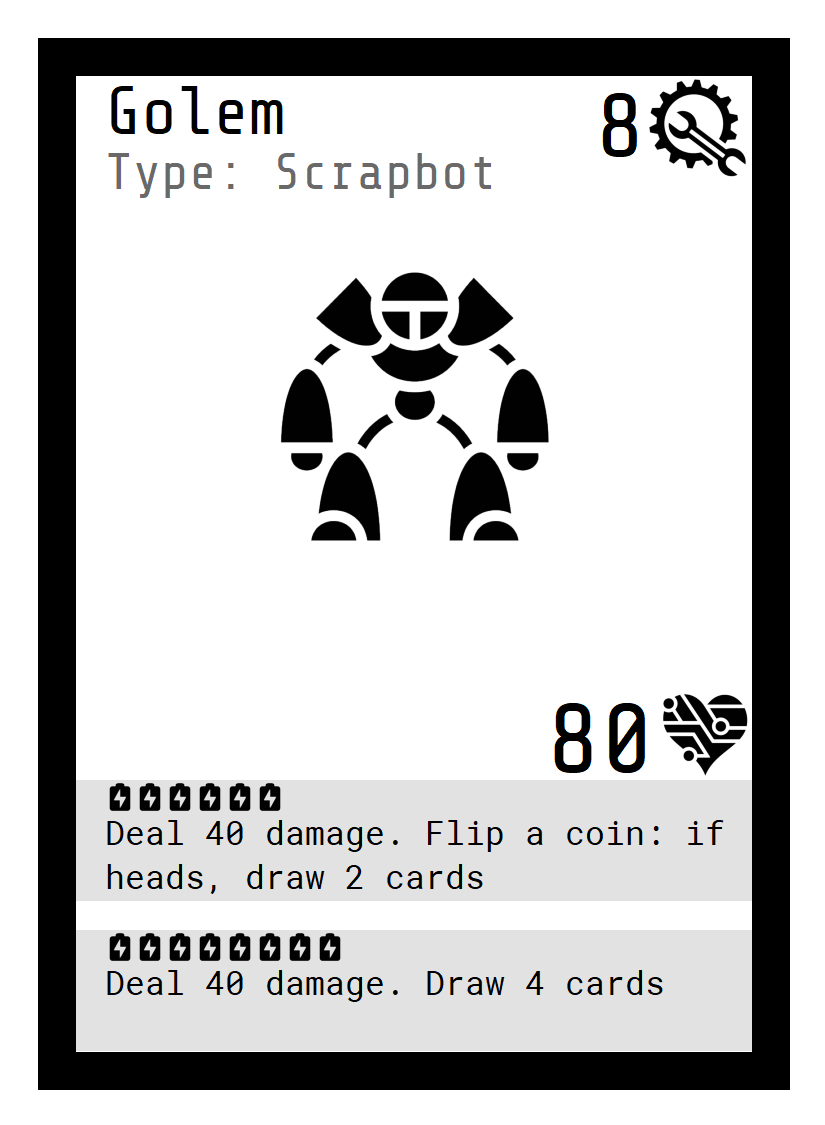 Golem
8
Type: Scrapbot
80
Deal 40 damage. Flip a coin: if
heads, draw 2 cards
Deal 40 damage. Draw 4 cards